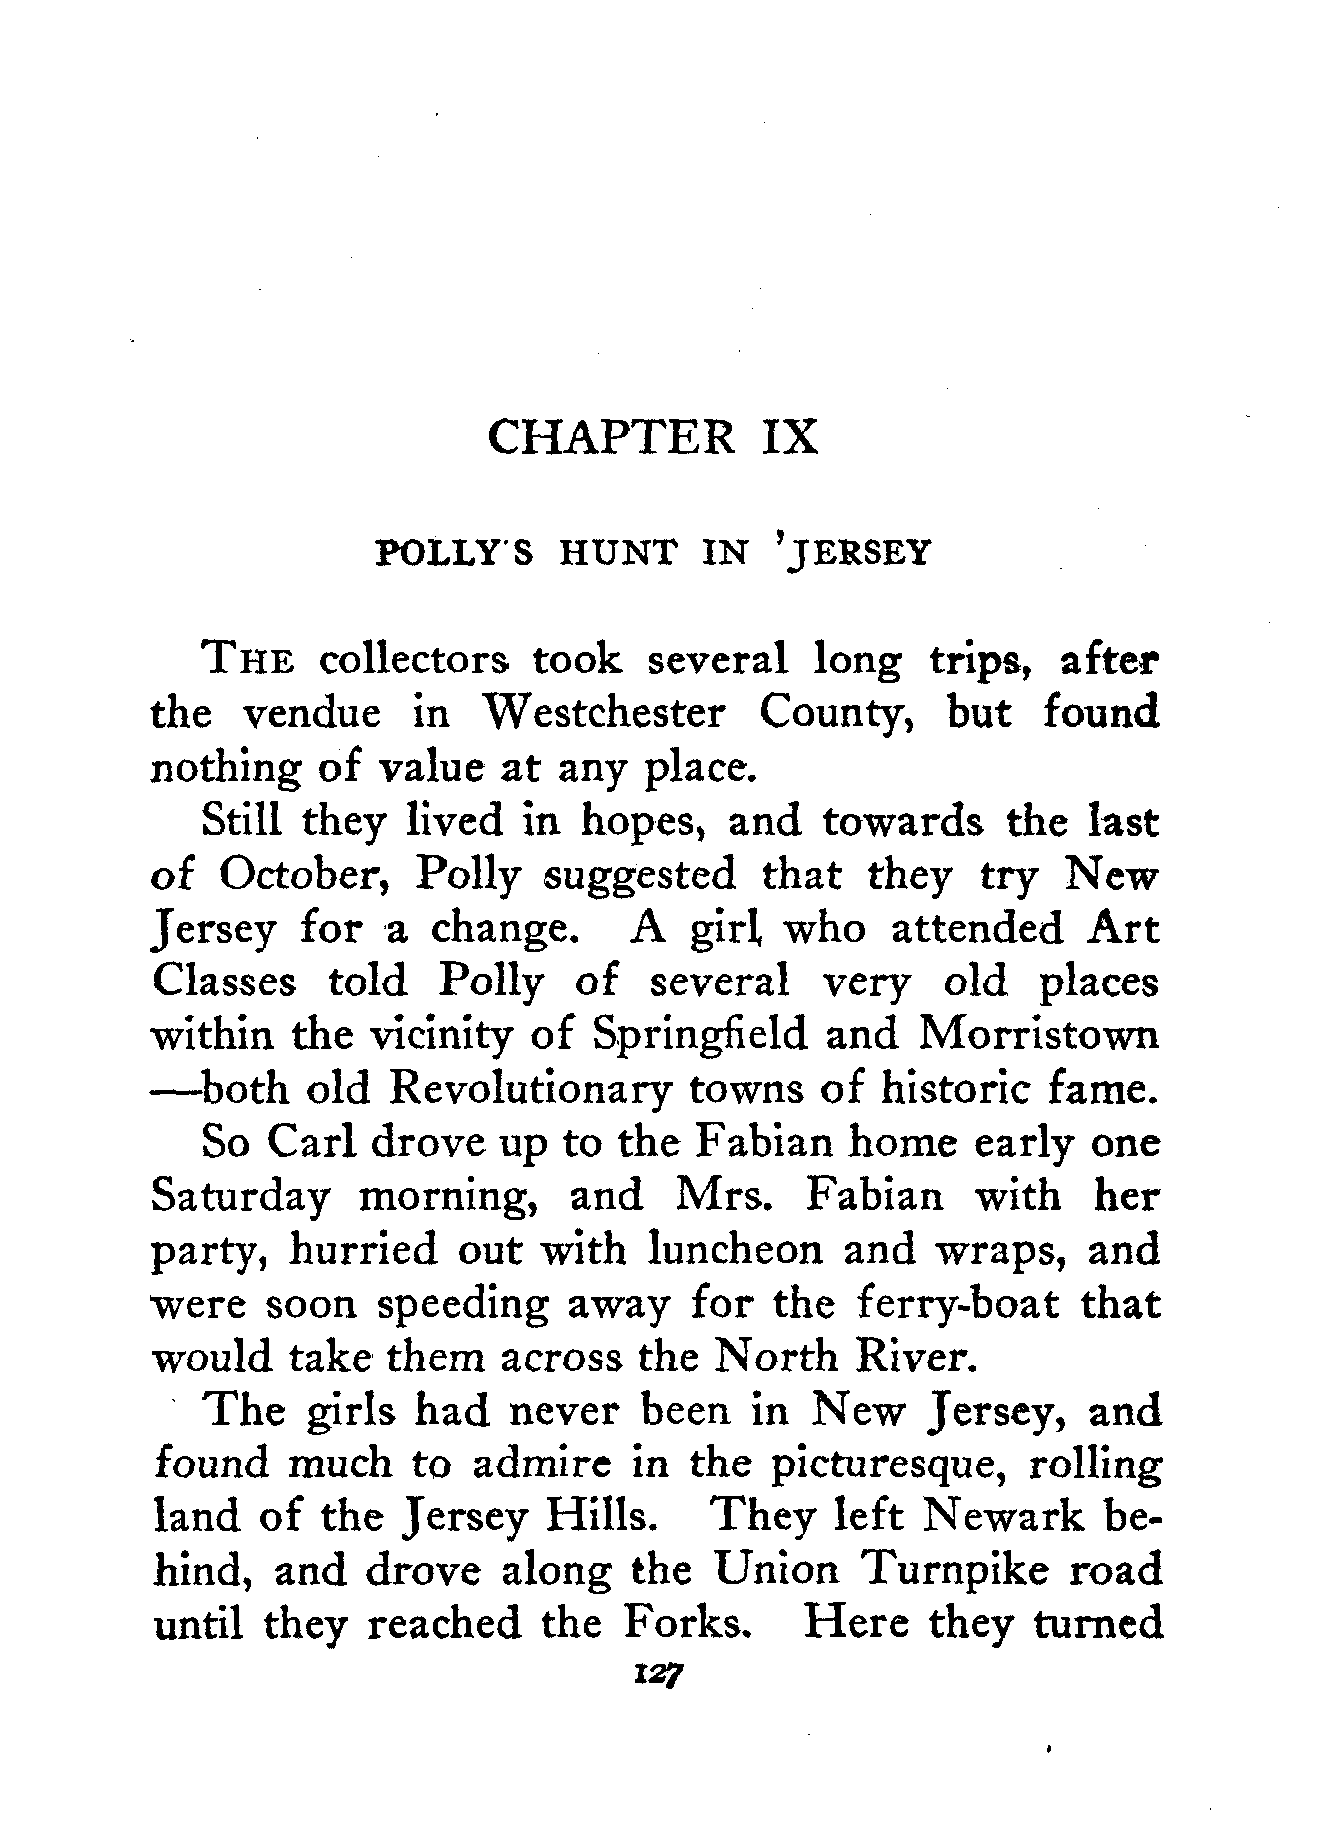 CHAPTER IX
POLLY'S HUNT IN 'JERSEY
THE collectors took several long trips, after
the vendue in Westchester County, but found
nothing of value at any place.
Still they lived in hopes, and towards the last
of October, Polly suggested that they try New
Jersey for a change. A girl who attended Art
Classes told Polly of several very old places
within the vicinity of Springfield and Morristown
—both old Revolutionary towns of historic fame.
So Carl drove up to the Fabian home early one
Saturday morning, and Mrs. Fabian with her
party, hurried out with luncheon and wraps, and
were soon speeding away for the ferry-boat that
would take them across the North River.
The girls had never been in New Jersey, and
found much to admire in the picturesque, rolling
land of the Jersey Hills. They left Newark be-
hind, and drove along the Union Turnpike road
until they reached the Forks. Here they turned
127